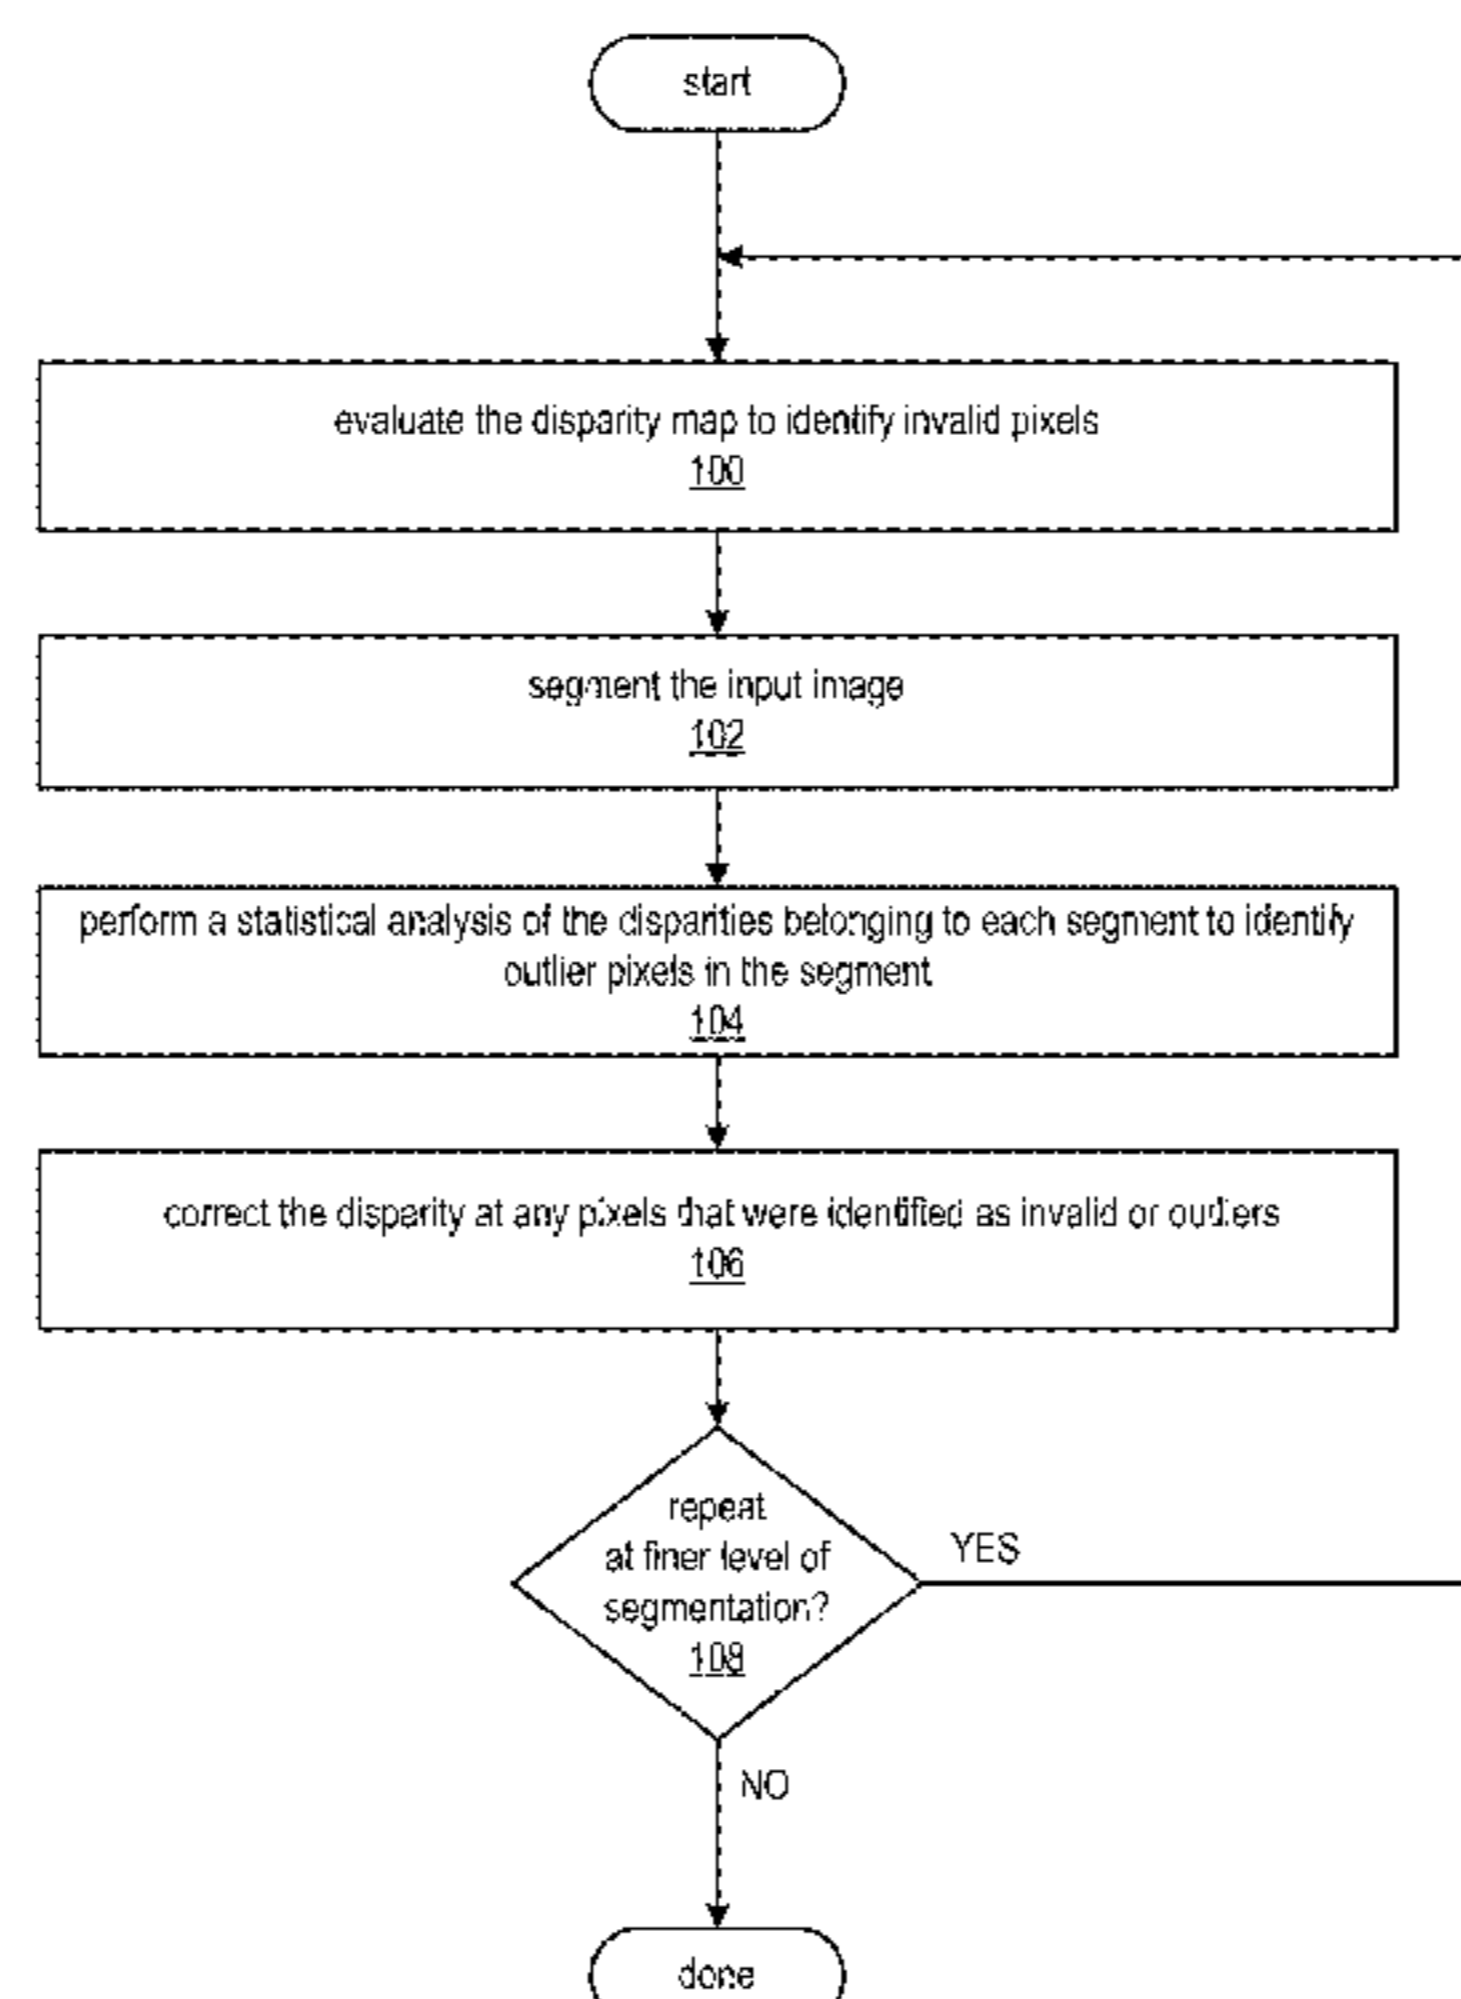 start
evaluate the disparity map to identify invalid pixels
100
segment the input image
102
perform a statistical analysis of the disparities belonging to each segment to identify
outlier pixels in the segment
104
correct the disparity at any pixels that were identified as invalid or outliers
106
repeat
at finer level of
segmentation?
108
YES
NO
done